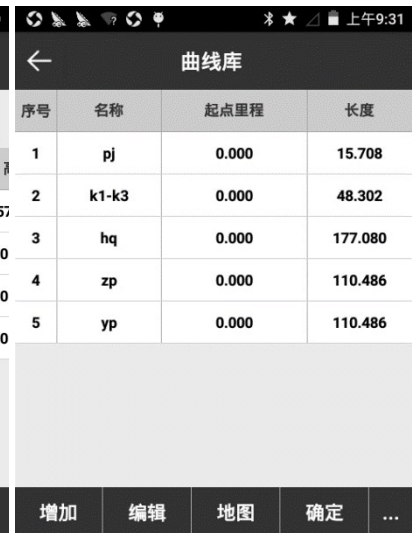 上午9:31
曲线库
序号 名称 起点里程 长度
1 pj 0.000 15.708
2 k1-k3 0.000 48.302
3 hq 0.000 177.080
4 zp 0.000 110.486
5 yp 0.000 110.486
增加 编辑 地图 确定 ...